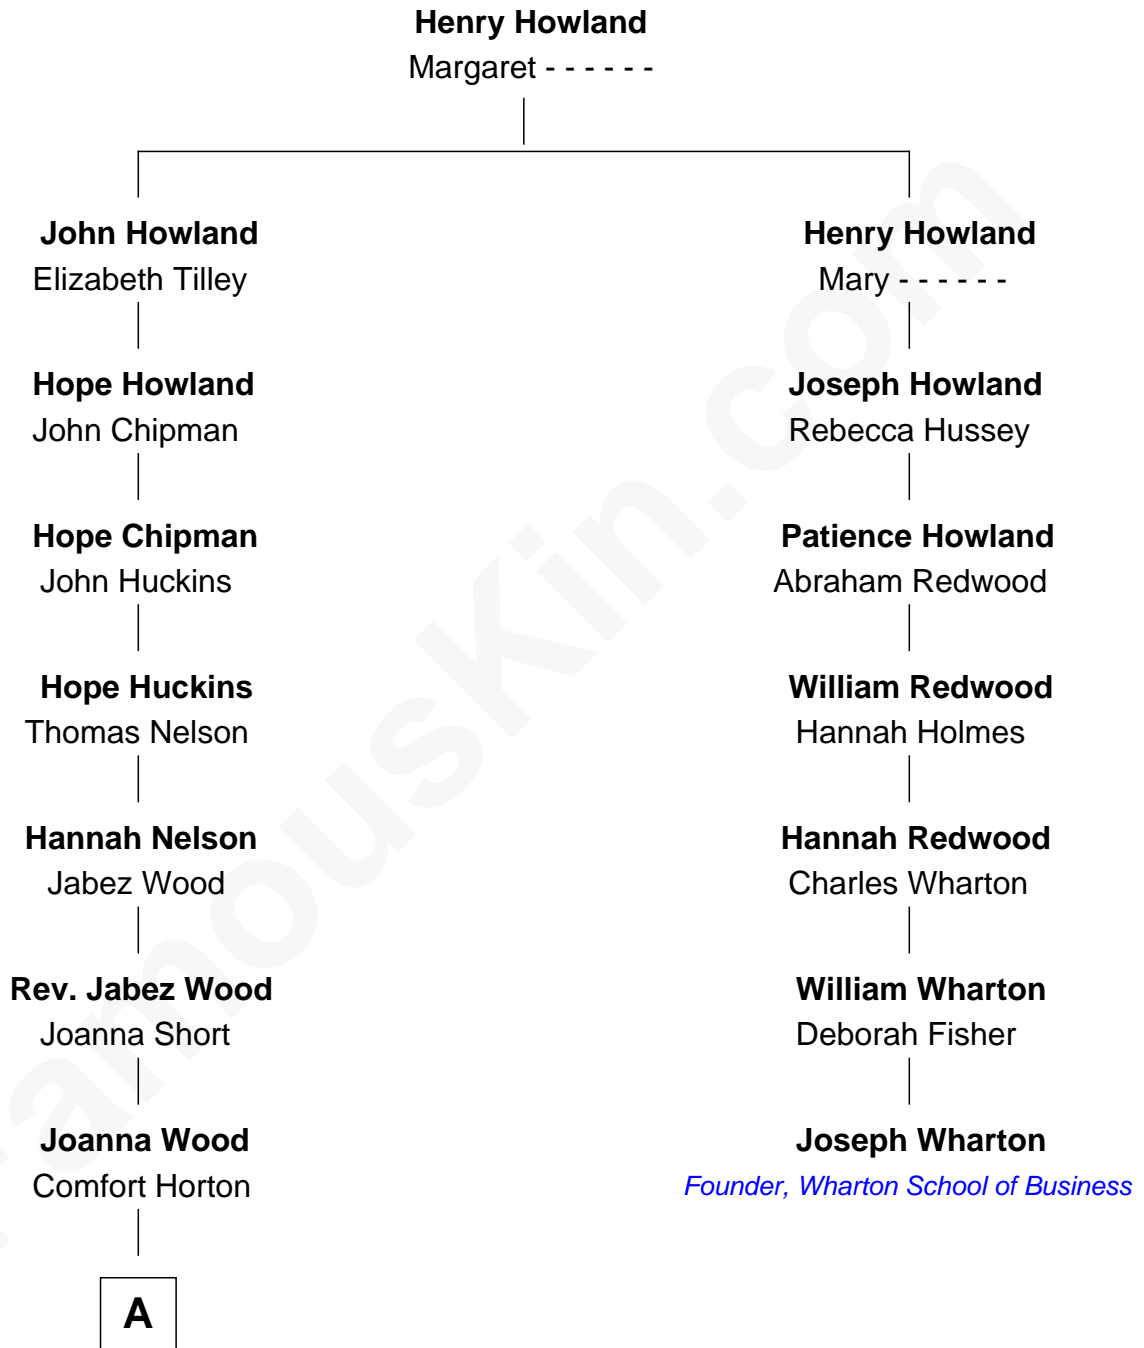 Henry Howland
Margaret - - - - - -
John Howland
Elizabeth Tilley
Henry Howland
Mary - - - - - -
Hope Howland
John Chipman
Joseph Howland
Rebecca Hussey
Hope Chipman
John Huckins
Patience Howland
Abraham Redwood
Hope Huckins
Thomas Nelson
William Redwood
Hannah Holmes
Hannah Nelson
Jabez Wood
Hannah Redwood
Charles Wharton
Rev. Jabez Wood
Joanna Short
William Wharton
Deborah Fisher
Joanna Wood
Comfort Horton
Joseph Wharton
Founder, Wharton School of Business
A
FamousKin.com